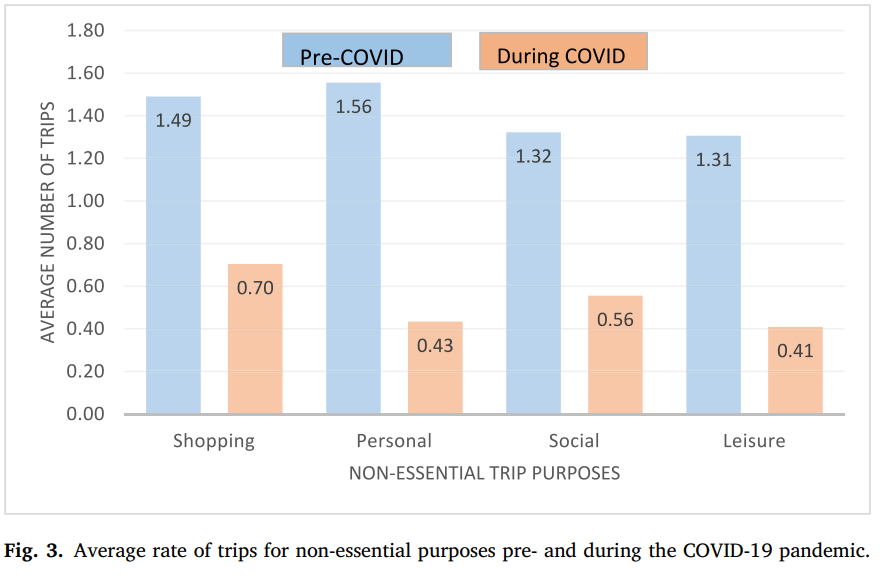 1.80
Pre-COVID
During COVID
1.60
1.40
1.20
1.00
0.80
0.60
0.40
0.20
0.00
AVERAGE NUMBER OF TRIPS
1.49
0.70
1.56
0.43
1.32
0.56
1.31
0.41
Shopping
Personal
Social
Leisure
NON-ESSENTIAL TRIP PURPOSES
Fig. 3. Average rate of trips for non-essential purposes pre- and during the COVID-19 pandemic.